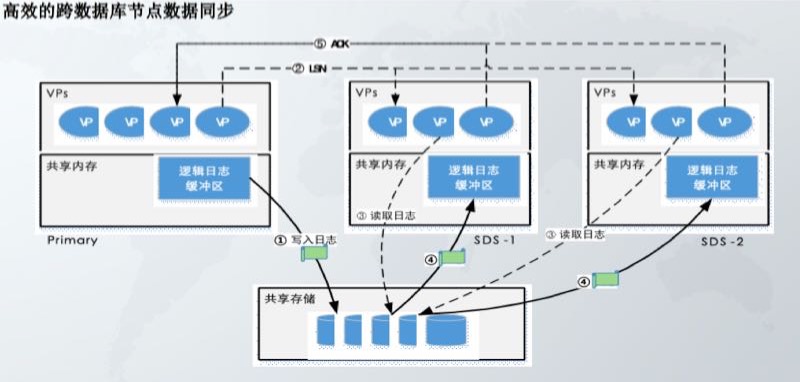 高效的跨数据库节点数据同步
⑤ ACK
② LSN
VPs
VP VP VP VP
共享内存
逻辑日志
缓冲区
Primary
VPs
VP VP VP
共享内存
逻辑日志
缓冲区
SDS-1
VPs
VP VP VP
共享内存
逻辑日志
缓冲区
SDS-2
① 写入日志
③ 读取日志
④
③ 读取日志
④
共享存储